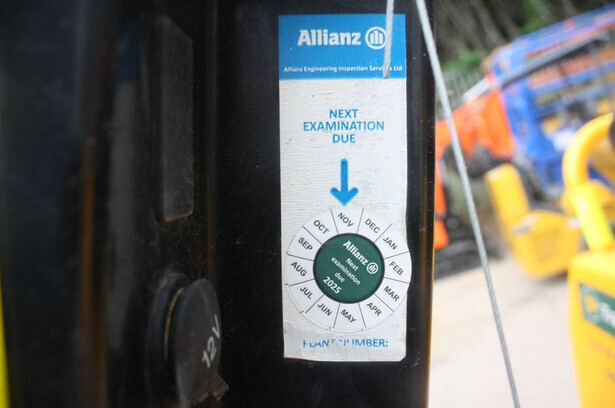 Allianz
Allianz Engineering Inspection Services Ltd
NEXT
EXAMINATION
DUE
NOV
DEC
JAN
FEB
MAR
APR
MAY
JUN
JUL
AUG
SEP
OCT
Allianz
Next
examination
due
2025
PLANT NUMBER:
12V